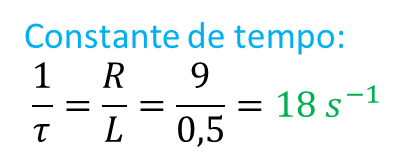 Constante de tempo:
1/τ = R/L = 9/0,5 = 18 s⁻¹